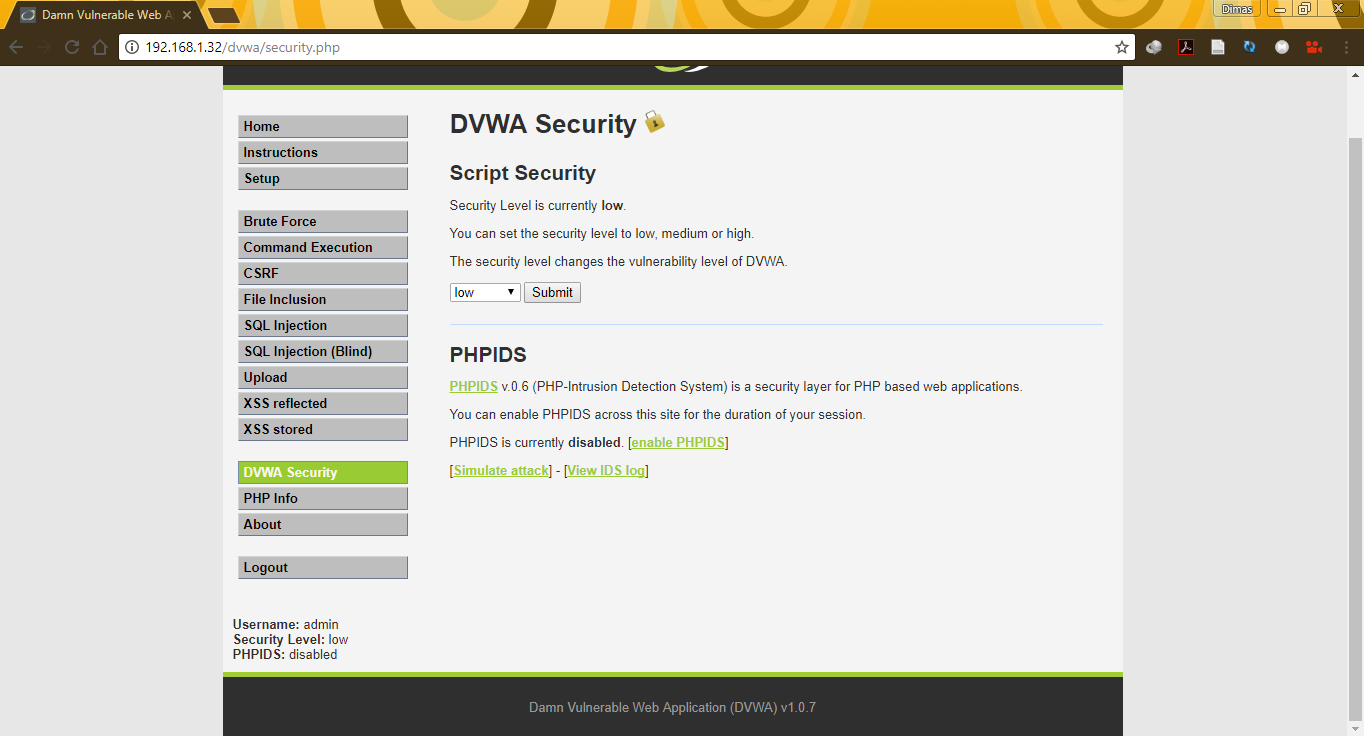 Damn Vulnerable Web A
Dimas
192.168.1.32/dvwa/security.php
Home
Instructions
Setup
Brute Force
Command Execution
CSRF
File Inclusion
SQL Injection
SQL Injection (Blind)
Upload
XSS reflected
XSS stored
DVWA Security
PHP Info
About
Logout
Username: admin
Security Level: low
PHPIDS: disabled
DVWA Security
Script Security
Security Level is currently low.
You can set the security level to low, medium or high.
The security level changes the vulnerability level of DVWA.
low Submit
PHPIDS
PHPIDS v.0.6 (PHP-Intrusion Detection System) is a security layer for PHP based web applications.
You can enable PHPIDS across this site for the duration of your session.
PHPIDS is currently disabled. [enable PHPIDS]
[Simulate attack] - [View IDS log]
Damn Vulnerable Web Application (DVWA) v1.0.7